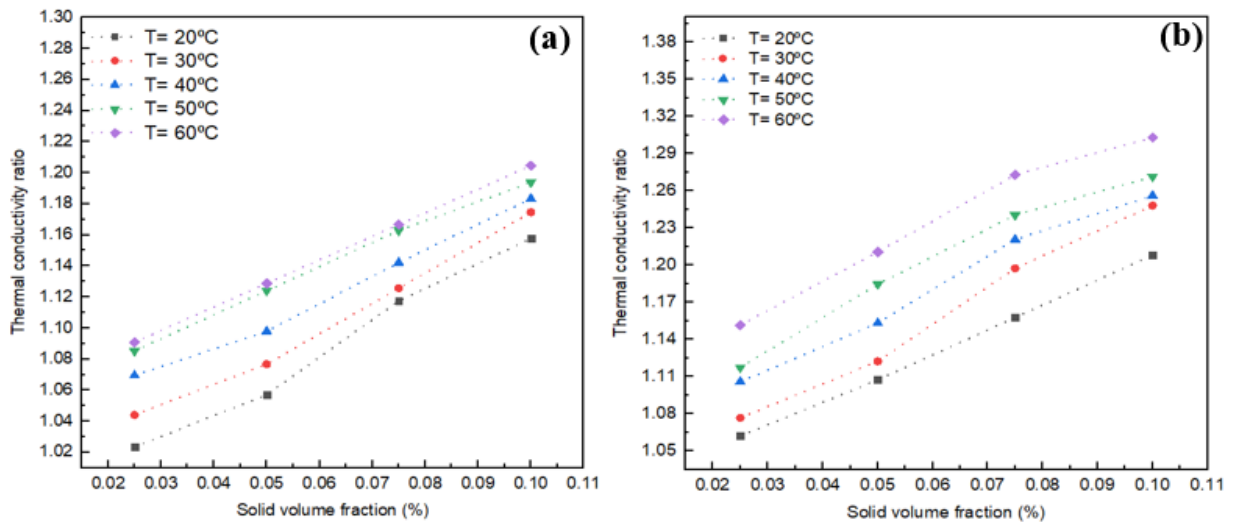 (a)
T= 20ºC
T= 30ºC
T= 40ºC
T= 50ºC
T= 60ºC
Thermal conductivity ratio
1.30
1.28
1.26
1.24
1.22
1.20
1.18
1.16
1.14
1.12
1.10
1.08
1.06
1.04
1.02
0.02 0.03 0.04 0.05 0.06 0.07 0.08 0.09 0.10 0.11
Solid volume fraction (%)
(b)
T= 20ºC
T= 30ºC
T= 40ºC
T= 50ºC
T= 60ºC
Thermal conductivity ratio
1.38
1.35
1.32
1.29
1.26
1.23
1.20
1.17
1.14
1.11
1.08
1.05
0.02 0.03 0.04 0.05 0.06 0.07 0.08 0.09 0.10 0.11
Solid volume fraction (%)